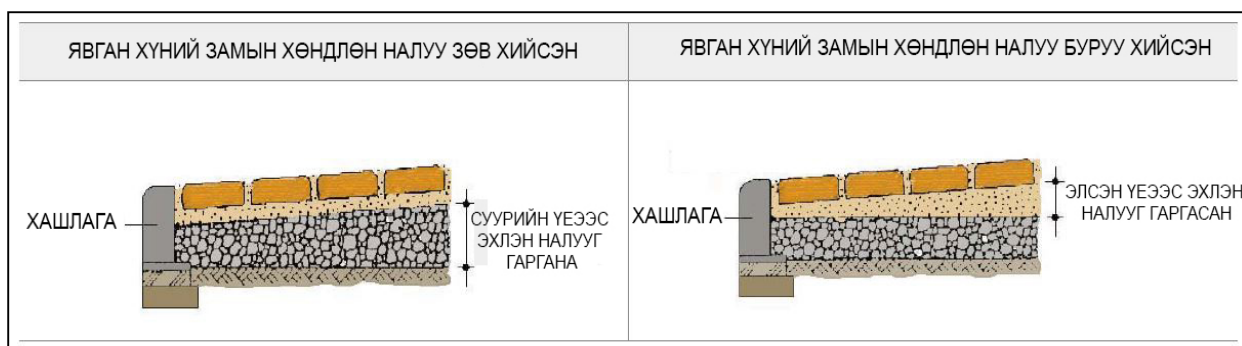 ЯВГАН ХҮНИЙ ЗАМЫН ХӨНДЛӨН НАЛУУ ЗӨВ ХИЙСЭН
ЯВГАН ХҮНИЙ ЗАМЫН ХӨНДЛӨН НАЛУУ БУРУУ ХИЙСЭН
ХАШЛАГА
СУУРИЙН ҮЕЭЭС
ЭХЛЭН НАЛУУГ
ГАРГАНА
ХАШЛАГА
ЭЛСЭН ҮЕЭЭС ЭХЛЭН
НАЛУУГ ГАРГАСАН